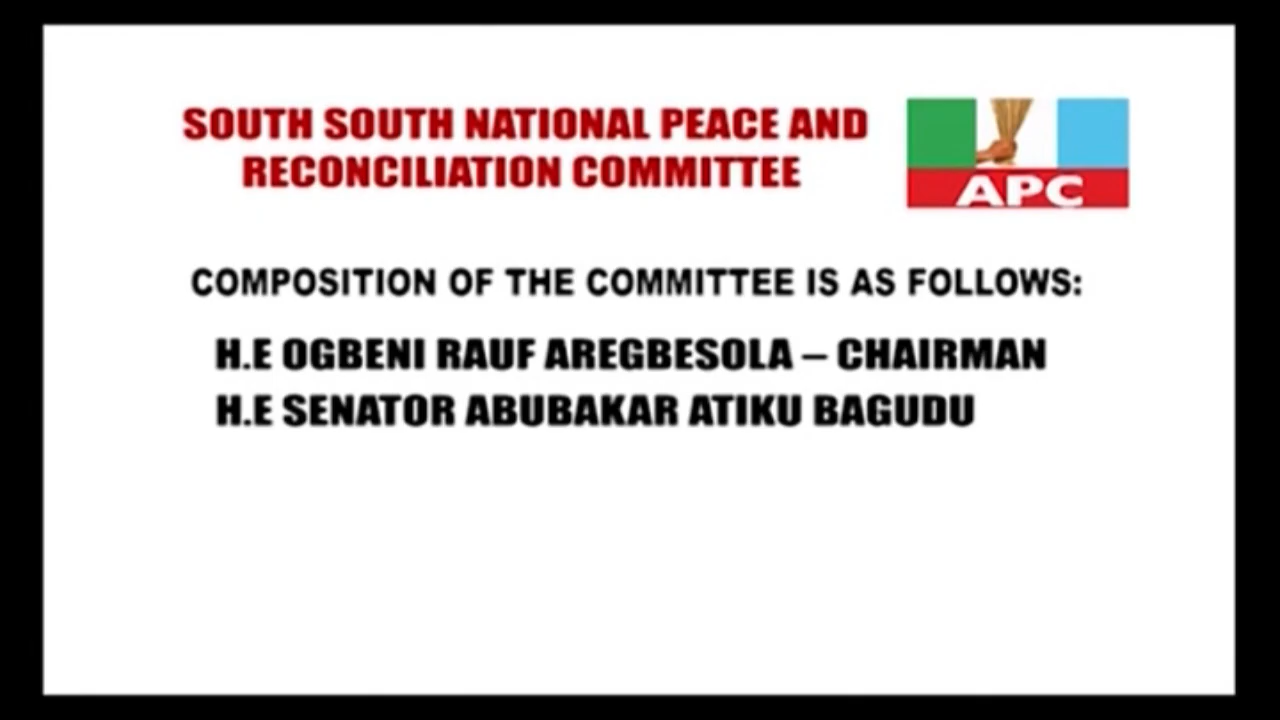 SOUTH SOUTH NATIONAL PEACE AND
RECONCILIATION COMMITTEE
APC
COMPOSITION OF THE COMMITTEE IS AS FOLLOWS:
H.E OGBENI RAUF AREGBESOLA – CHAIRMAN
H.E SENATOR ABUBAKAR ATIKU BAGUDU